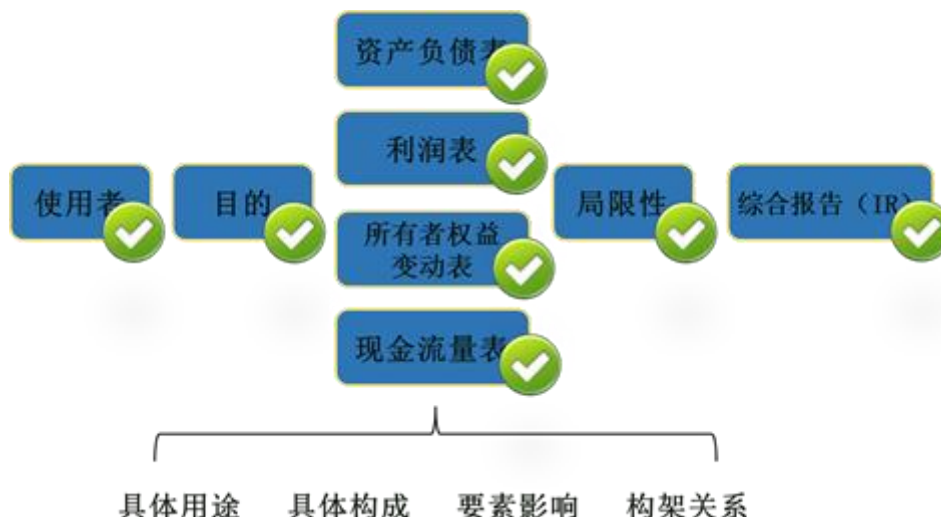 资产负债表
利润表
使用者
目的
所有者权益
变动表
现金流量表
局限性
综合报告（IR）
具体用途 具体构成 要素影响 构架关系